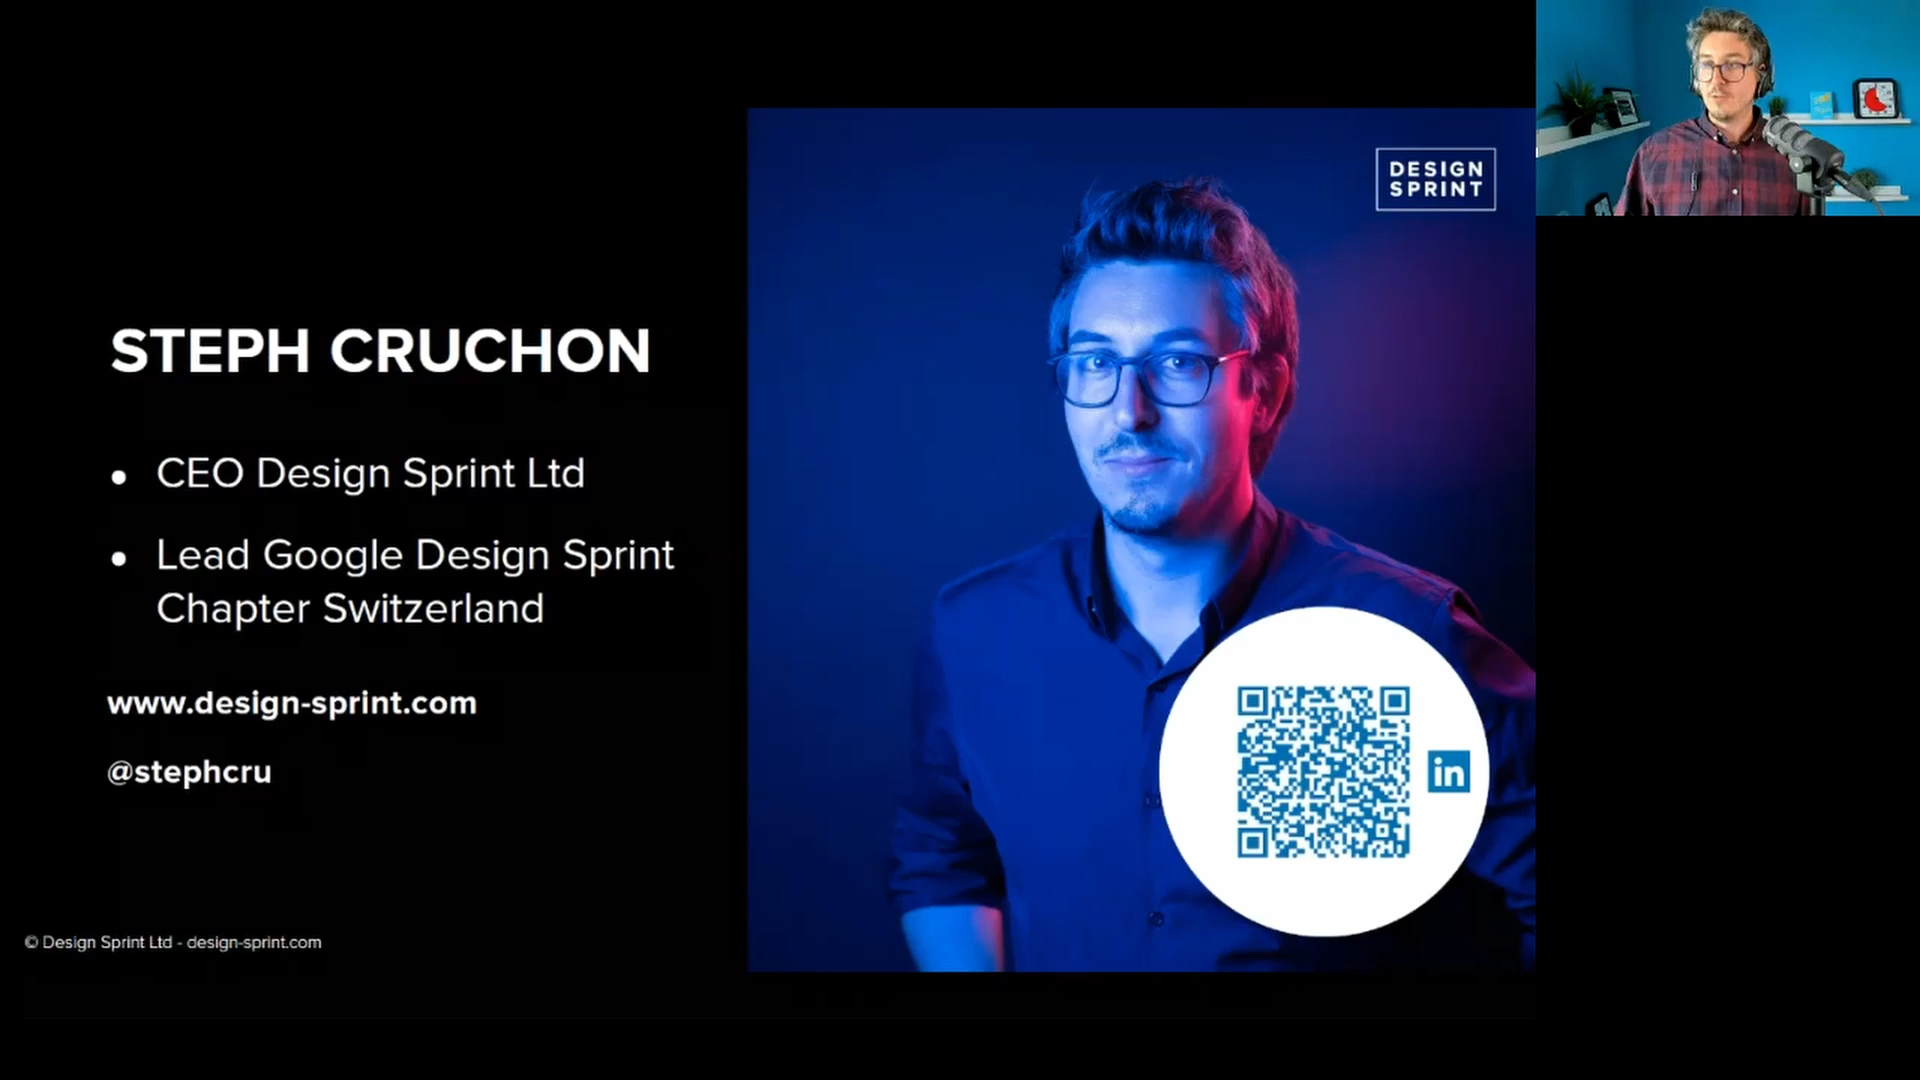 DESIGN
SPRINT
STEPH CRUCHON
• CEO Design Sprint Ltd
• Lead Google Design Sprint
Chapter Switzerland
www.design-sprint.com
@stephcru
in
© Design Sprint Ltd - design-sprint.com